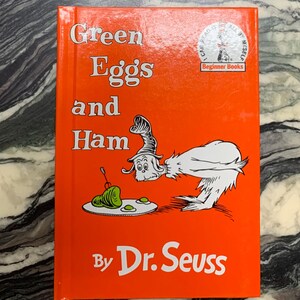 Green
Eggs
and
Ham
Beginner Books
By Dr. Seuss